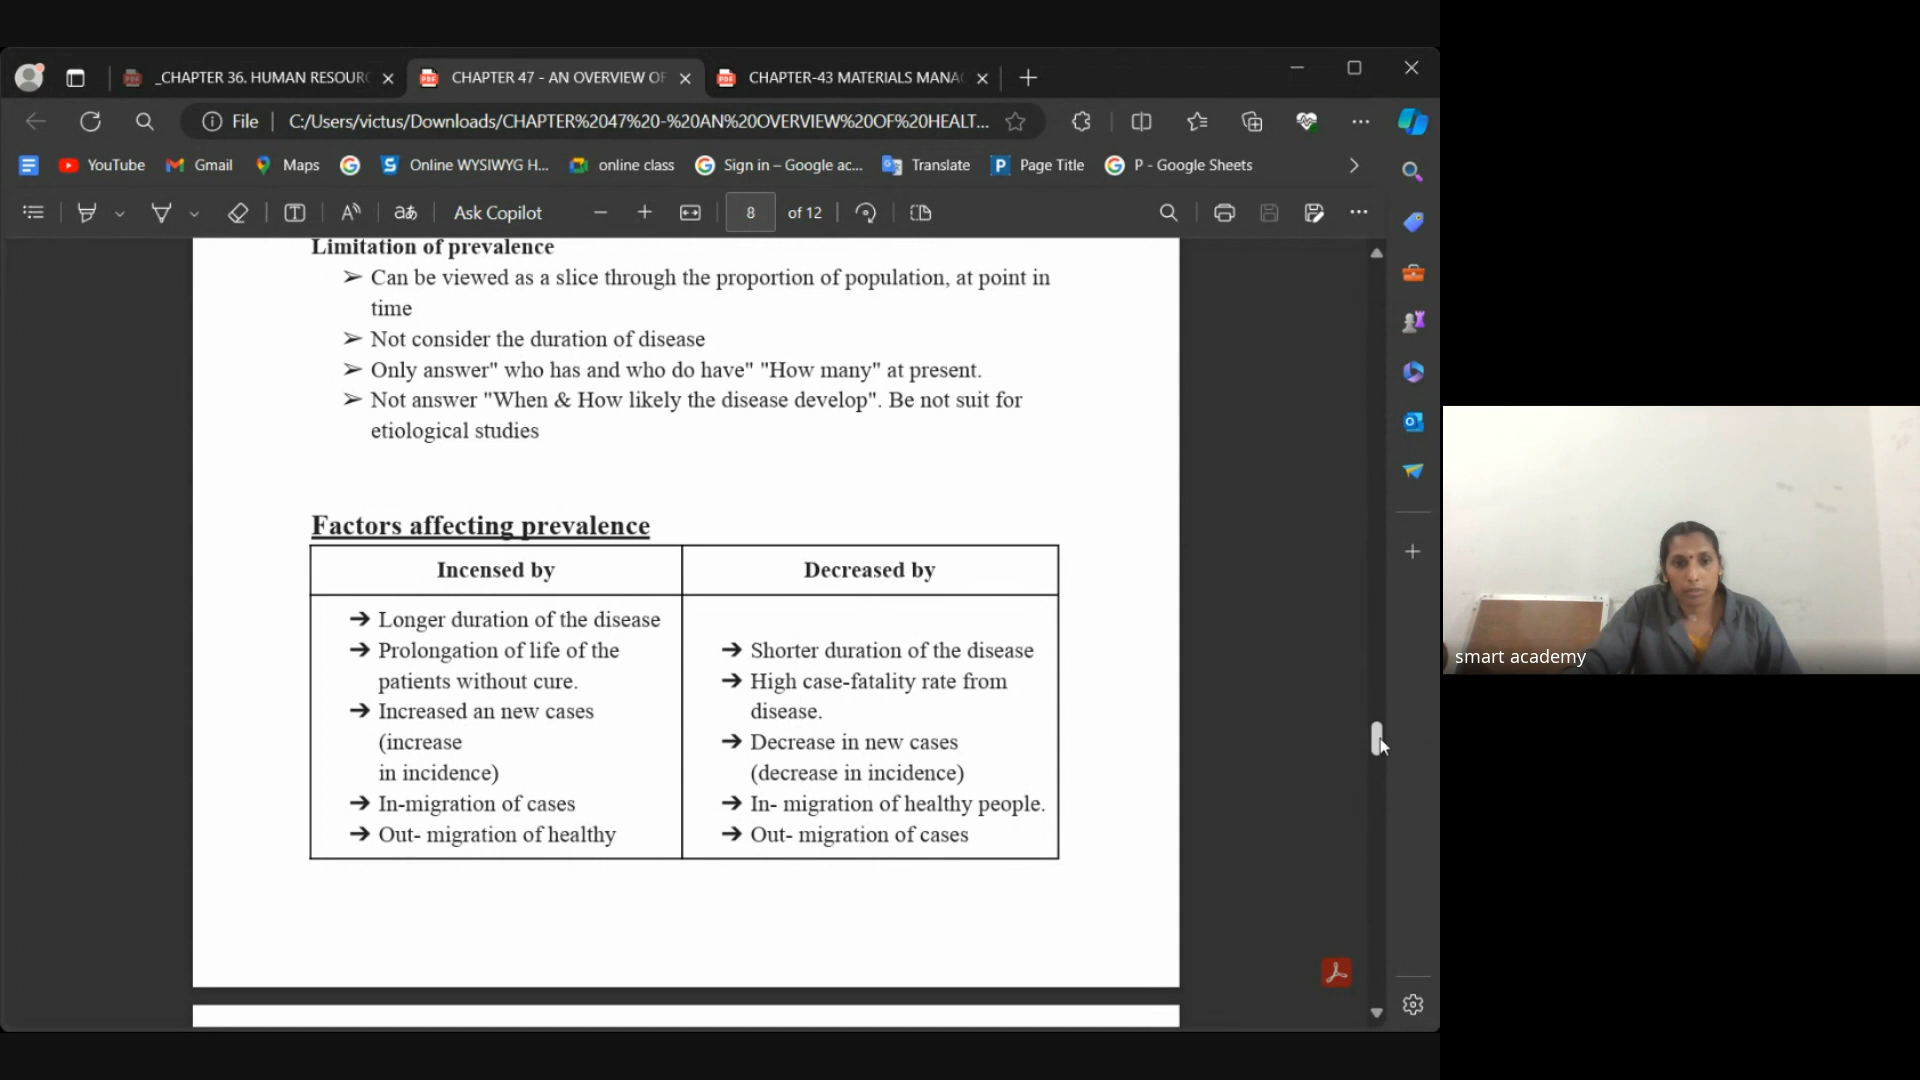 _CHAPTER 36. HUMAN RESOUR
CHAPTER 47 - AN OVERVIEW OF
CHAPTER-43 MATERIALS MANA
File
C:/Users/victus/Downloads/CHAPTER%2047%20-%20AN%20OVERVIEW%20OF%20HEALT...
YouTube
Gmail
Maps
Online WYSIWYG H...
online class
Sign in – Google ac...
Translate
Page Title
P - Google Sheets
Ask Copilot
8
of 12
Limitation of prevalence
➢ Can be viewed as a slice through the proportion of population, at point in
time
➢ Not consider the duration of disease
➢ Only answer" who has and who do have" "How many" at present.
➢ Not answer "When & How likely the disease develop". Be not suit for
etiological studies
Factors affecting prevalence
Incensed by
➔ Longer duration of the disease
➔ Prolongation of life of the
patients without cure.
➔ Increased an new cases
(increase
in incidence)
➔ In-migration of cases
➔ Out- migration of healthy
Decreased by
➔ Shorter duration of the disease
➔ High case-fatality rate from
disease.
➔ Decrease in new cases
(decrease in incidence)
➔ In- migration of healthy people.
➔ Out- migration of cases
smart academy